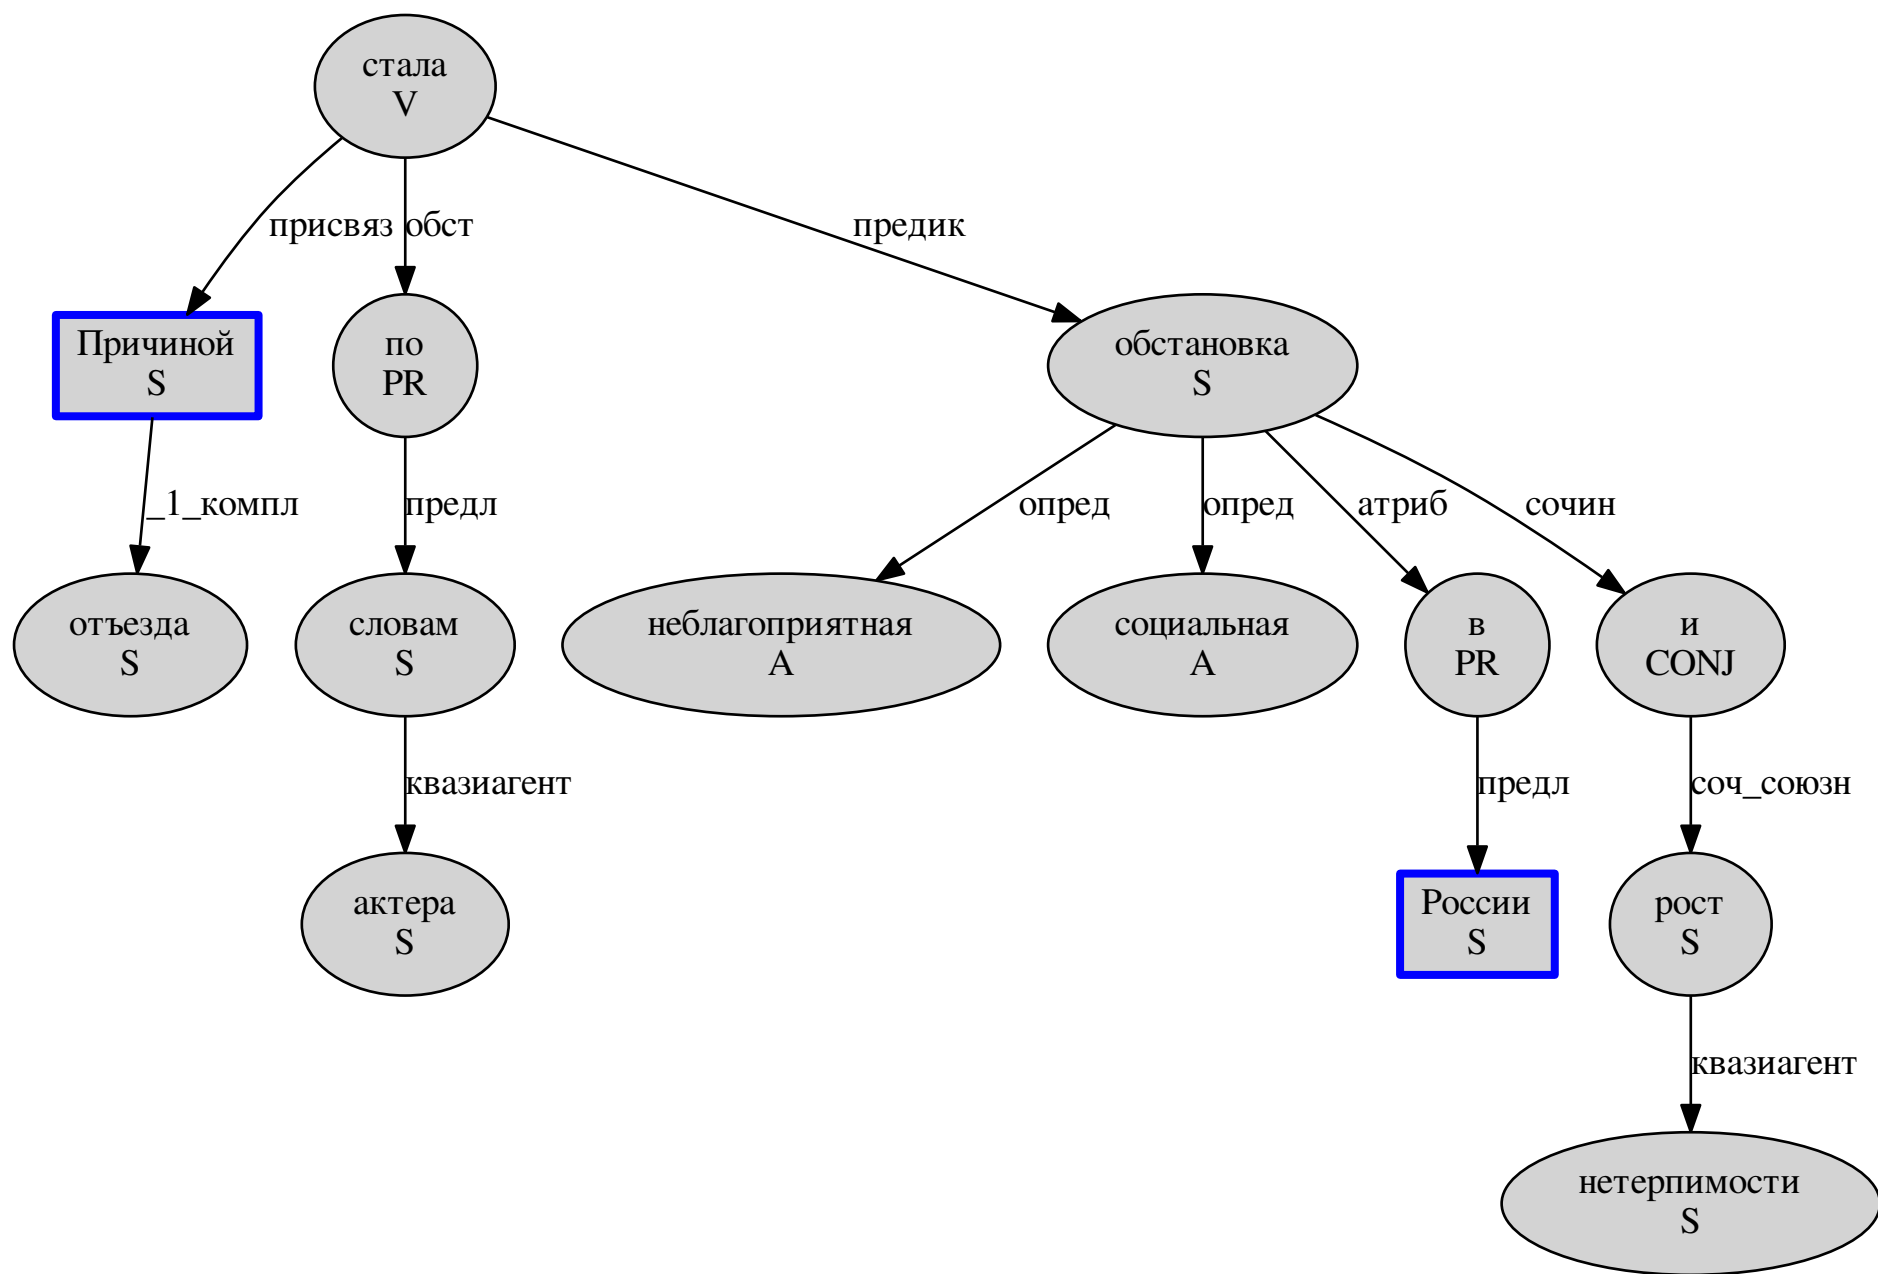 стала
V
присвяз
обст
предик
Причиной
S
по
PR
обстановка
S
_1_компл
предл
опред
опред
атриб
сочин
отъезда
S
словам
S
неблагоприятная
A
социальная
A
в
PR
и
CONJ
квазиагент
предл
соч_союзн
актера
S
России
S
рост
S
квазиагент
нетерпимости
S